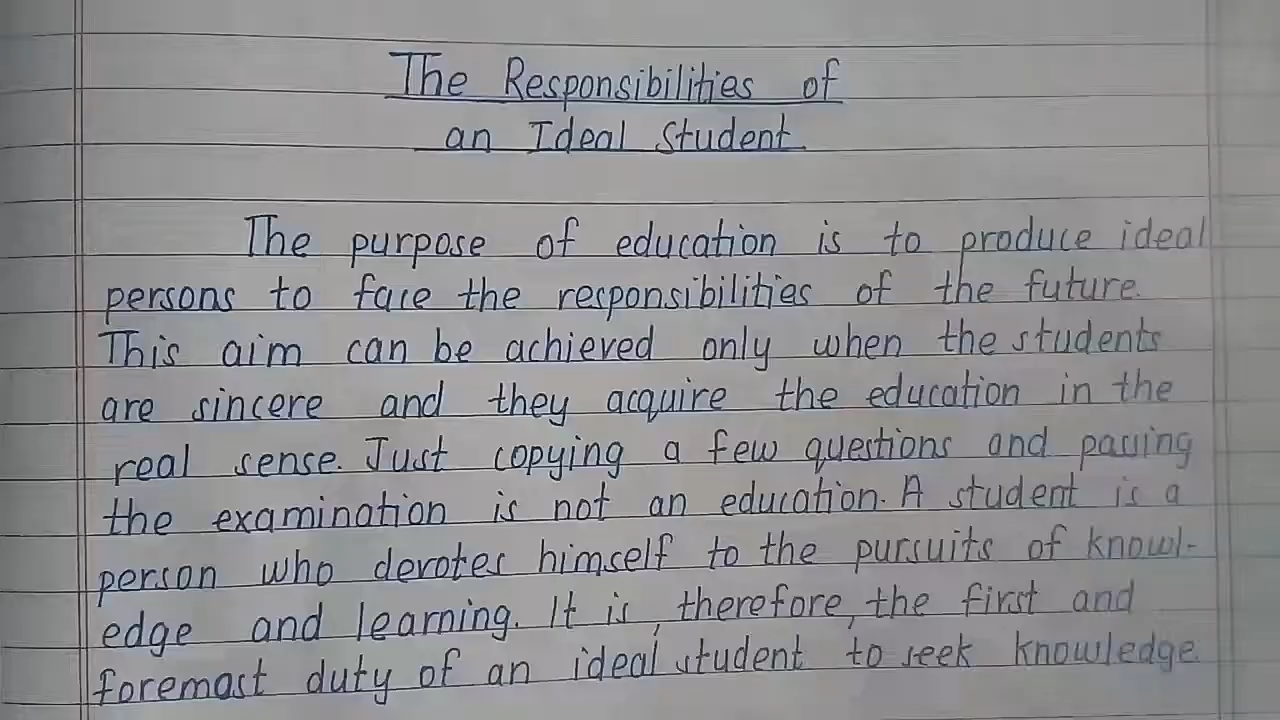 The Responsibilities of
an Ideal Student
The purpose of education is to produce ideal
persons to face the responsibilities of the future.
This aim can be achieved only when the students
are sincere and they acquire the education in the
real sense. Just copying a few questions and passing
the examination is not an education. A student is a
person who devotes himself to the pursuits of knowl-
edge and learning. It is, therefore, the first and
foremost duty of an ideal student to seek knowledge.